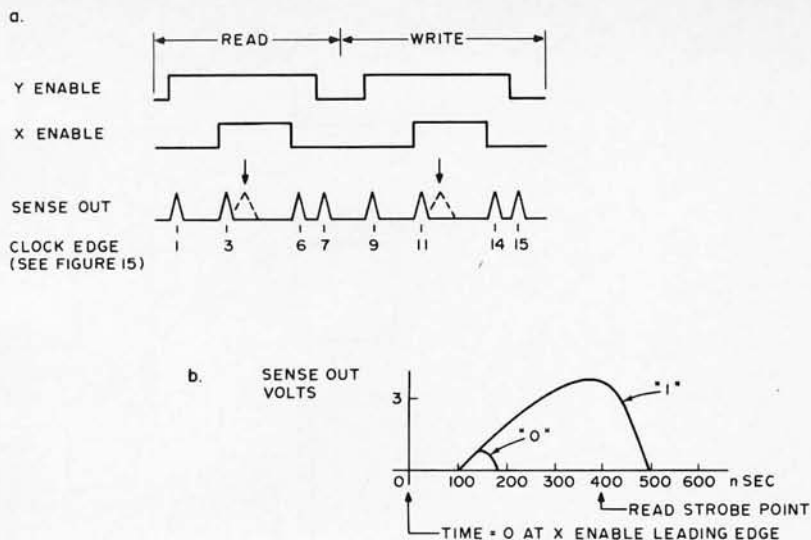 a.
READ WRITE
Y ENABLE
X ENABLE
SENSE OUT
CLOCK EDGE 1 3 6 7 9 11 14 15
(SEE FIGURE 15)
b. SENSE OUT
VOLTS
3
"1"
"0"
0 100 200 300 400 500 600 n SEC
READ STROBE POINT
TIME = 0 AT X ENABLE LEADING EDGE